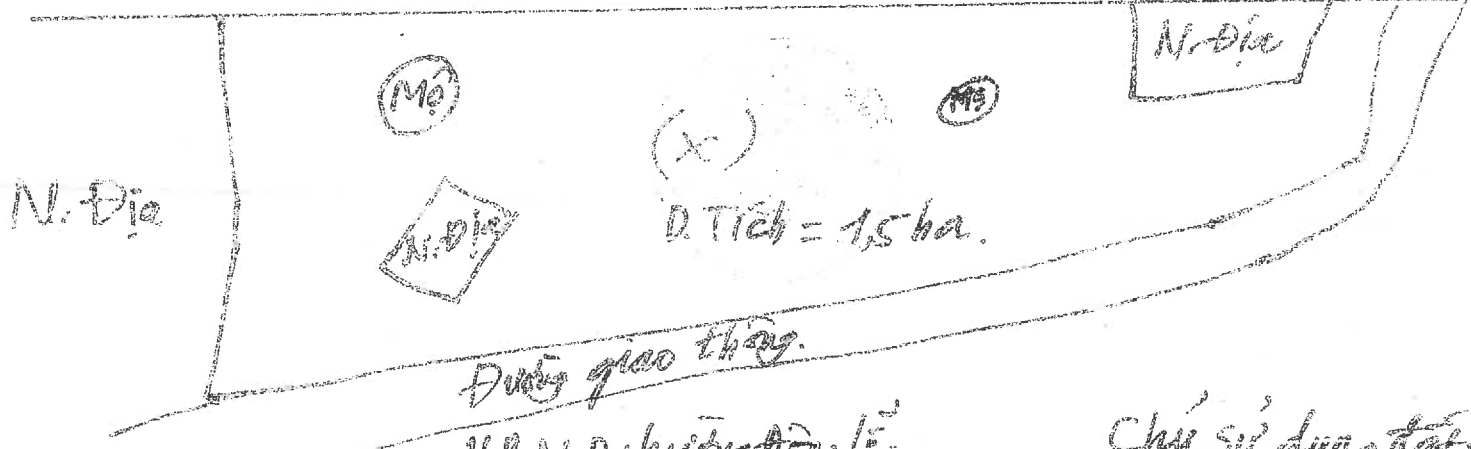 N.Địa
Mộ
Mộ
(x)
N.Địa
N.Địa
D.Tích = 1,5 ha.
Đường giao thông.
Chủ sử dụng đất